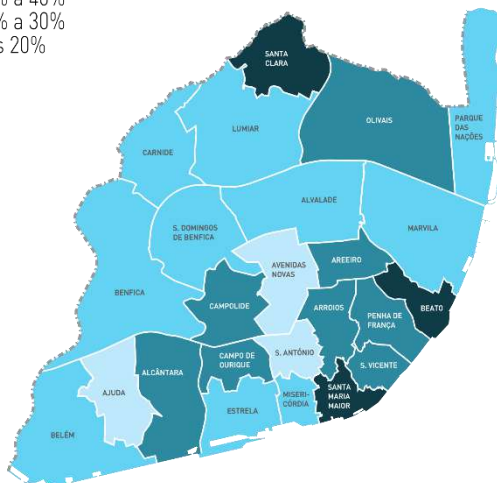 a 40%
% a 30%
s 20%
SANTA
CLARA
OLIVAIS
PARQUE
DAS
NAÇÕES
LUMIAR
CARNIDE
ALVALADE
MARVILA
S. DOMINGOS
DE BENFICA
AVENIDAS
NOVAS
AREEIRO
BENFICA
CAMPOLIDE
ARROIOS
PENHA DE
FRANÇA
BEATO
CAMPO DE
OURIQUE
S. ANTÓNIO
S. VICENTE
ALCÂNTARA
AJUDA
MISERI-
CÓRDIA
SANTA
MARIA
MAIOR
ESTRELA
BELÉM